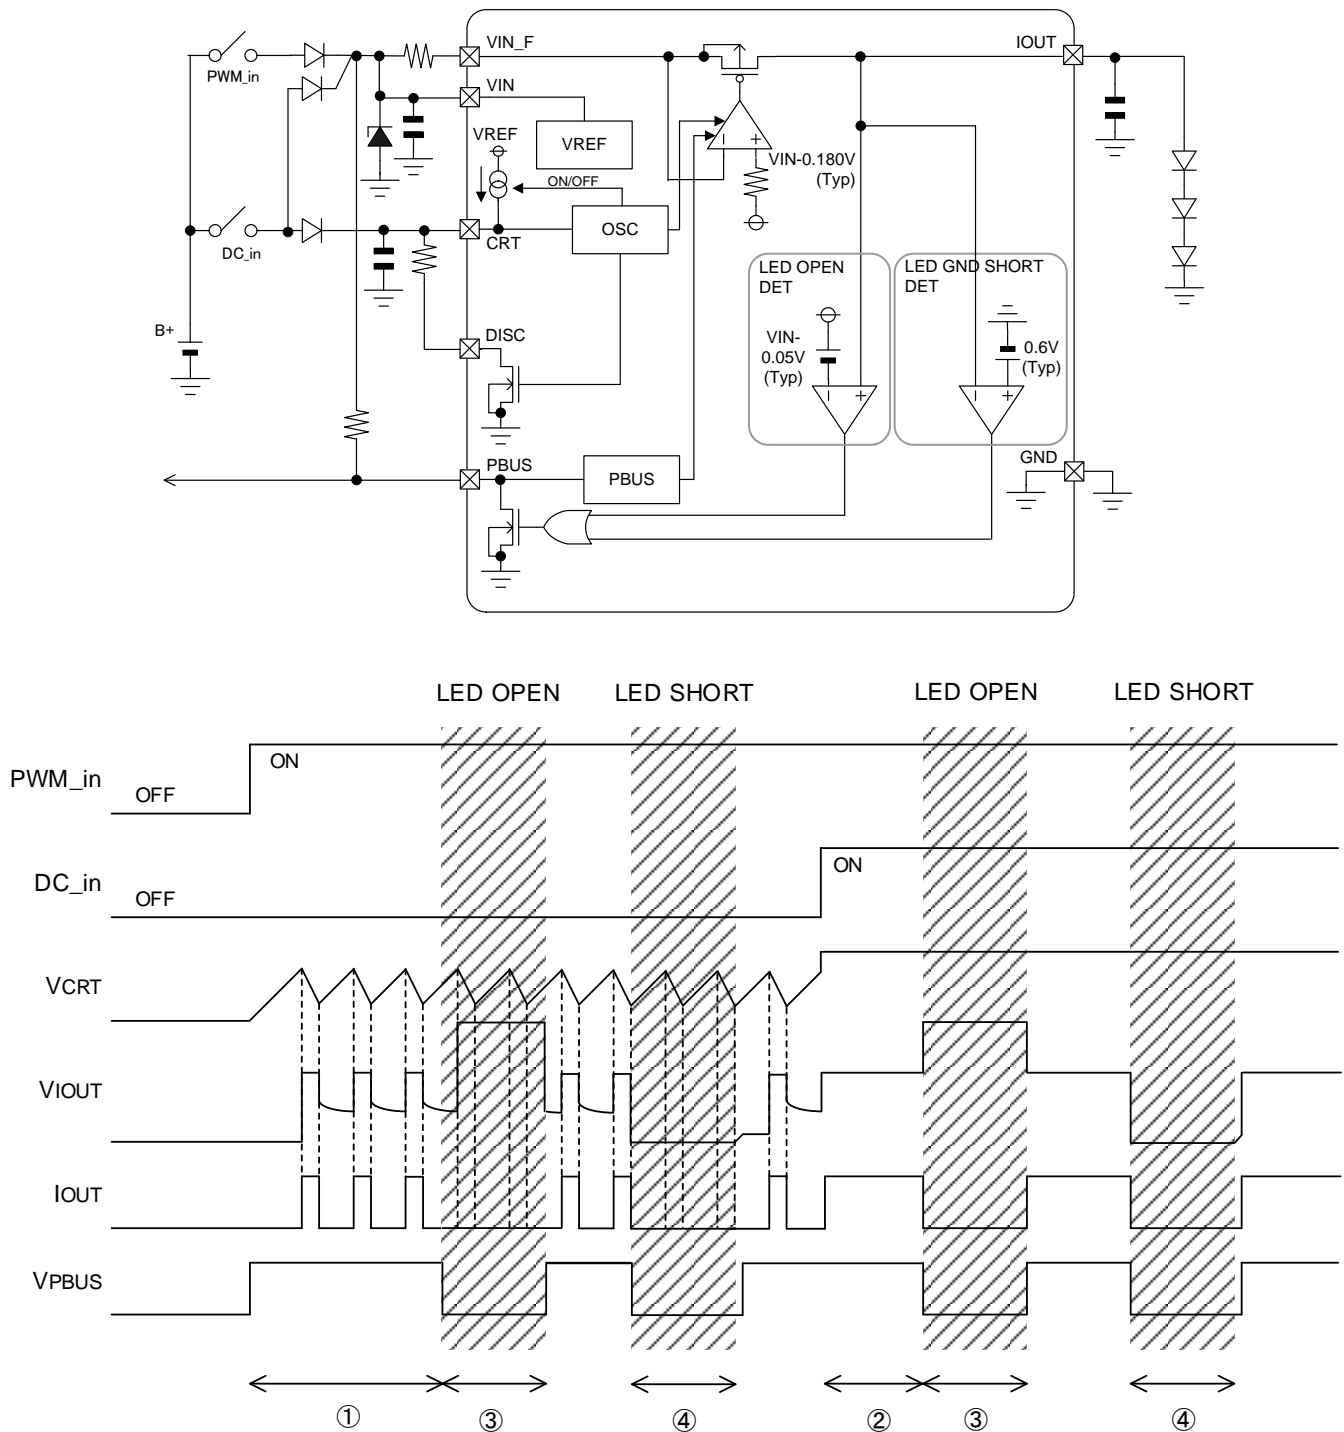 VIN_F
IOUT
PWM_in
VIN
VREF
VREF
VIN-0.180V
(Typ)
ON/OFF
CRT
OSC
DC_in
LED OPEN
DET
LED GND SHORT
DET
B+
DISC
VIN-
0.05V
(Typ)
0.6V
(Typ)
PBUS
PBUS
GND
LED OPEN
LED SHORT
LED OPEN
LED SHORT
PWM_in
ON
OFF
DC_in
ON
OFF
VCRT
VIOUT
IOUT
VPBUS
① ③ ④ ② ③ ④